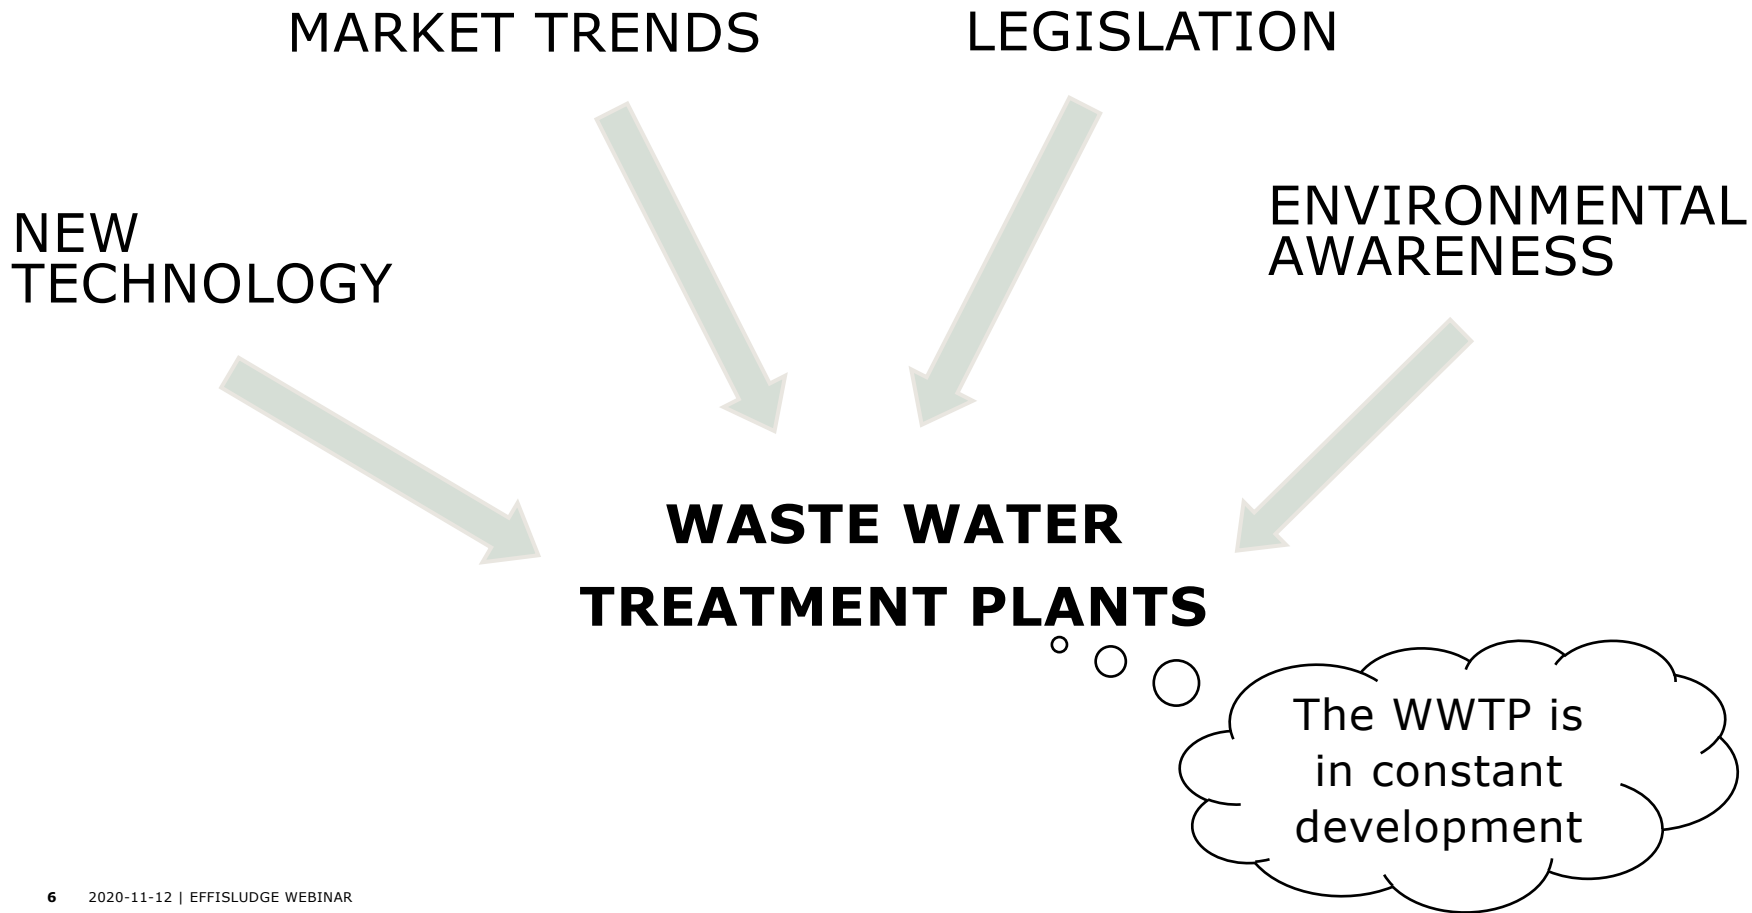 MARKET TRENDS
LEGISLATION
NEW
TECHNOLOGY
ENVIRONMENTAL
AWARENESS
WASTE WATER
TREATMENT PLANTS
The WWTP is
in constant
development
6 2020-11-12 | EFFISLUDGE WEBINAR